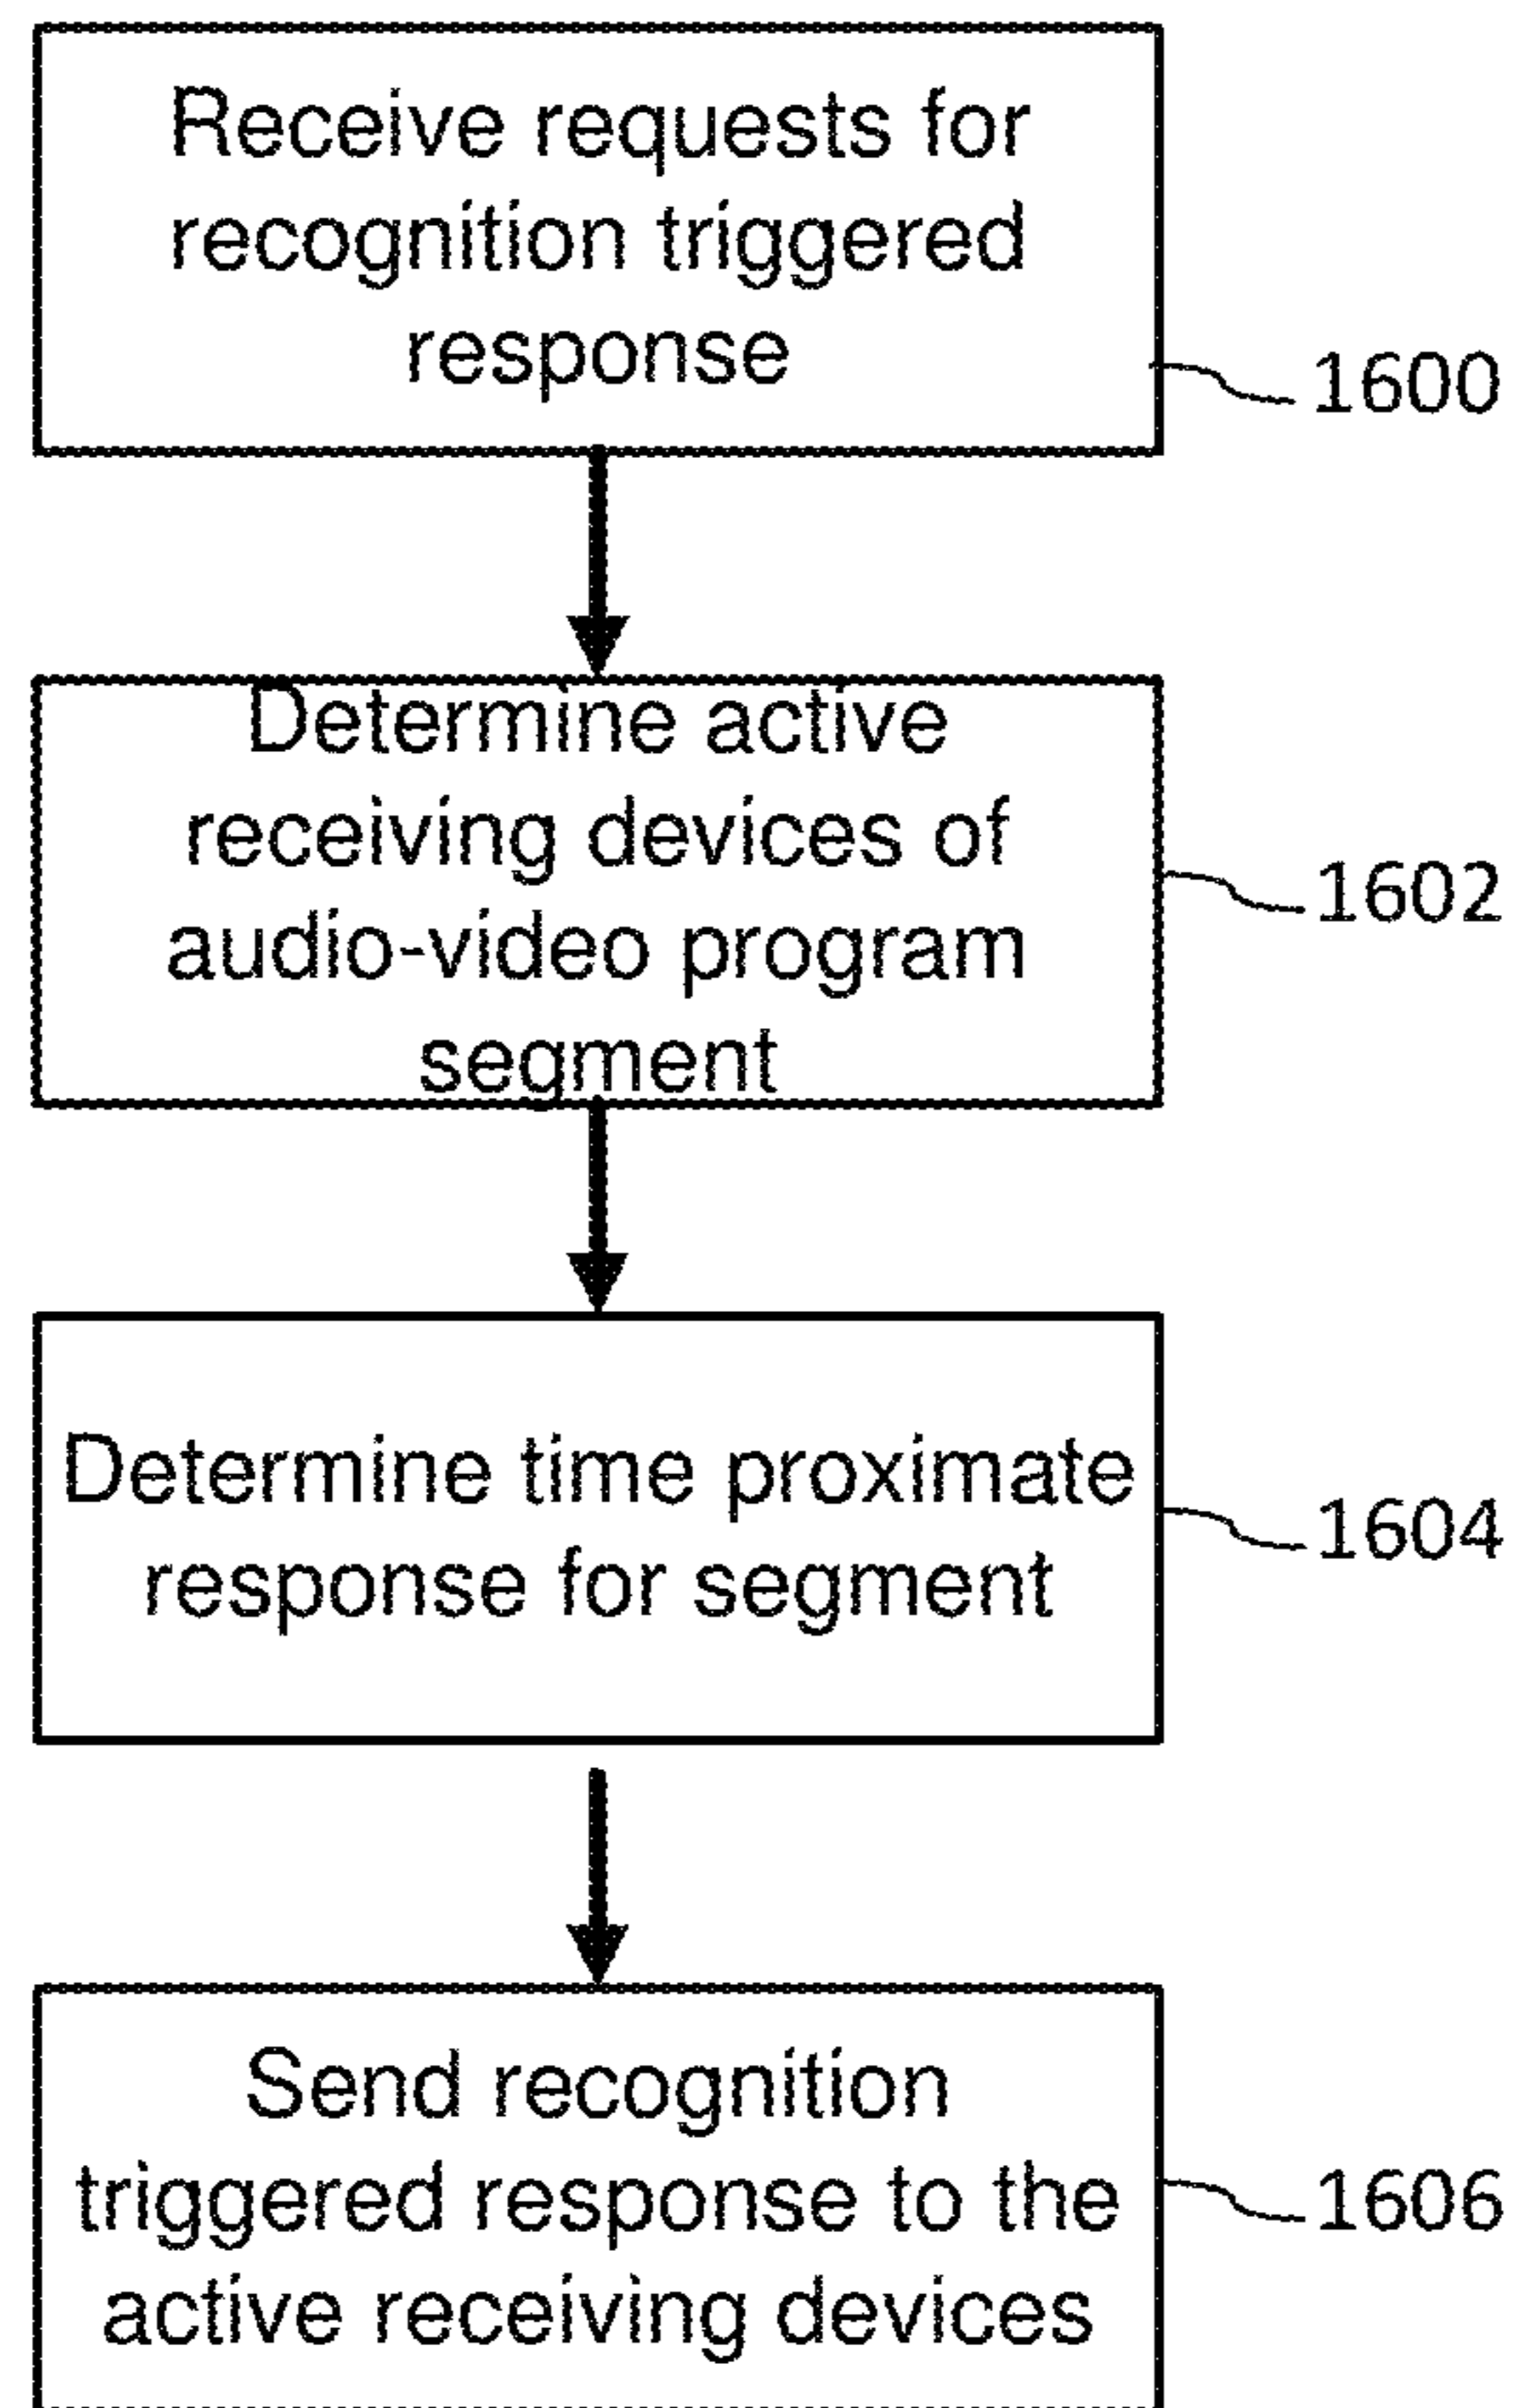 Receive requests for
recognition triggered
response
1600
Determine active
receiving devices of
audio-video program
segment
1602
Determine time proximate
response for segment
1604
Send recognition
triggered response to the
active receiving devices
1606